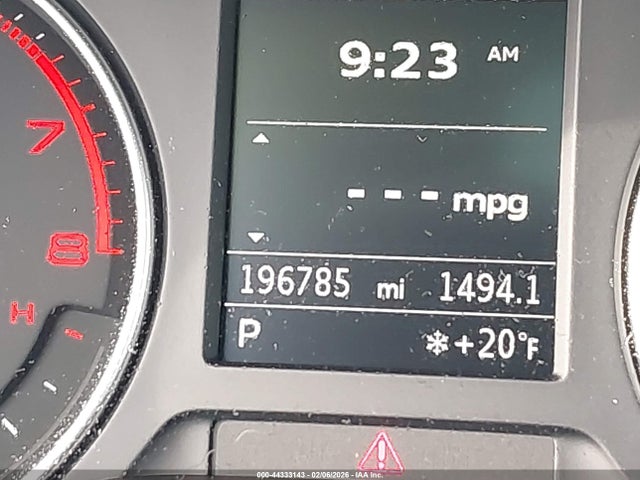 9:23 AM
7
- - - mpg
8
196785 mi 1494.1
H
P ❄+20°F
000-44333143 - 02/06/2026 - IAA Inc.